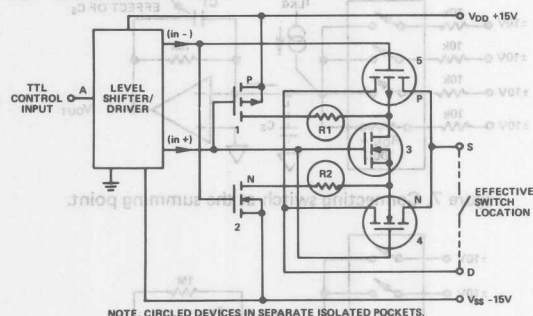 V_DD +15V
(in -)
5
P
P
TTL
CONTROL
INPUT
A
LEVEL
SHIFTER/
DRIVER
1
R1
S
(in +)
3
N
R2
N
EFFECTIVE
SWITCH
LOCATION
2
4
D
V_SS -15V
NOTE. CIRCLED DEVICES IN SEPARATE ISOLATED POCKETS.